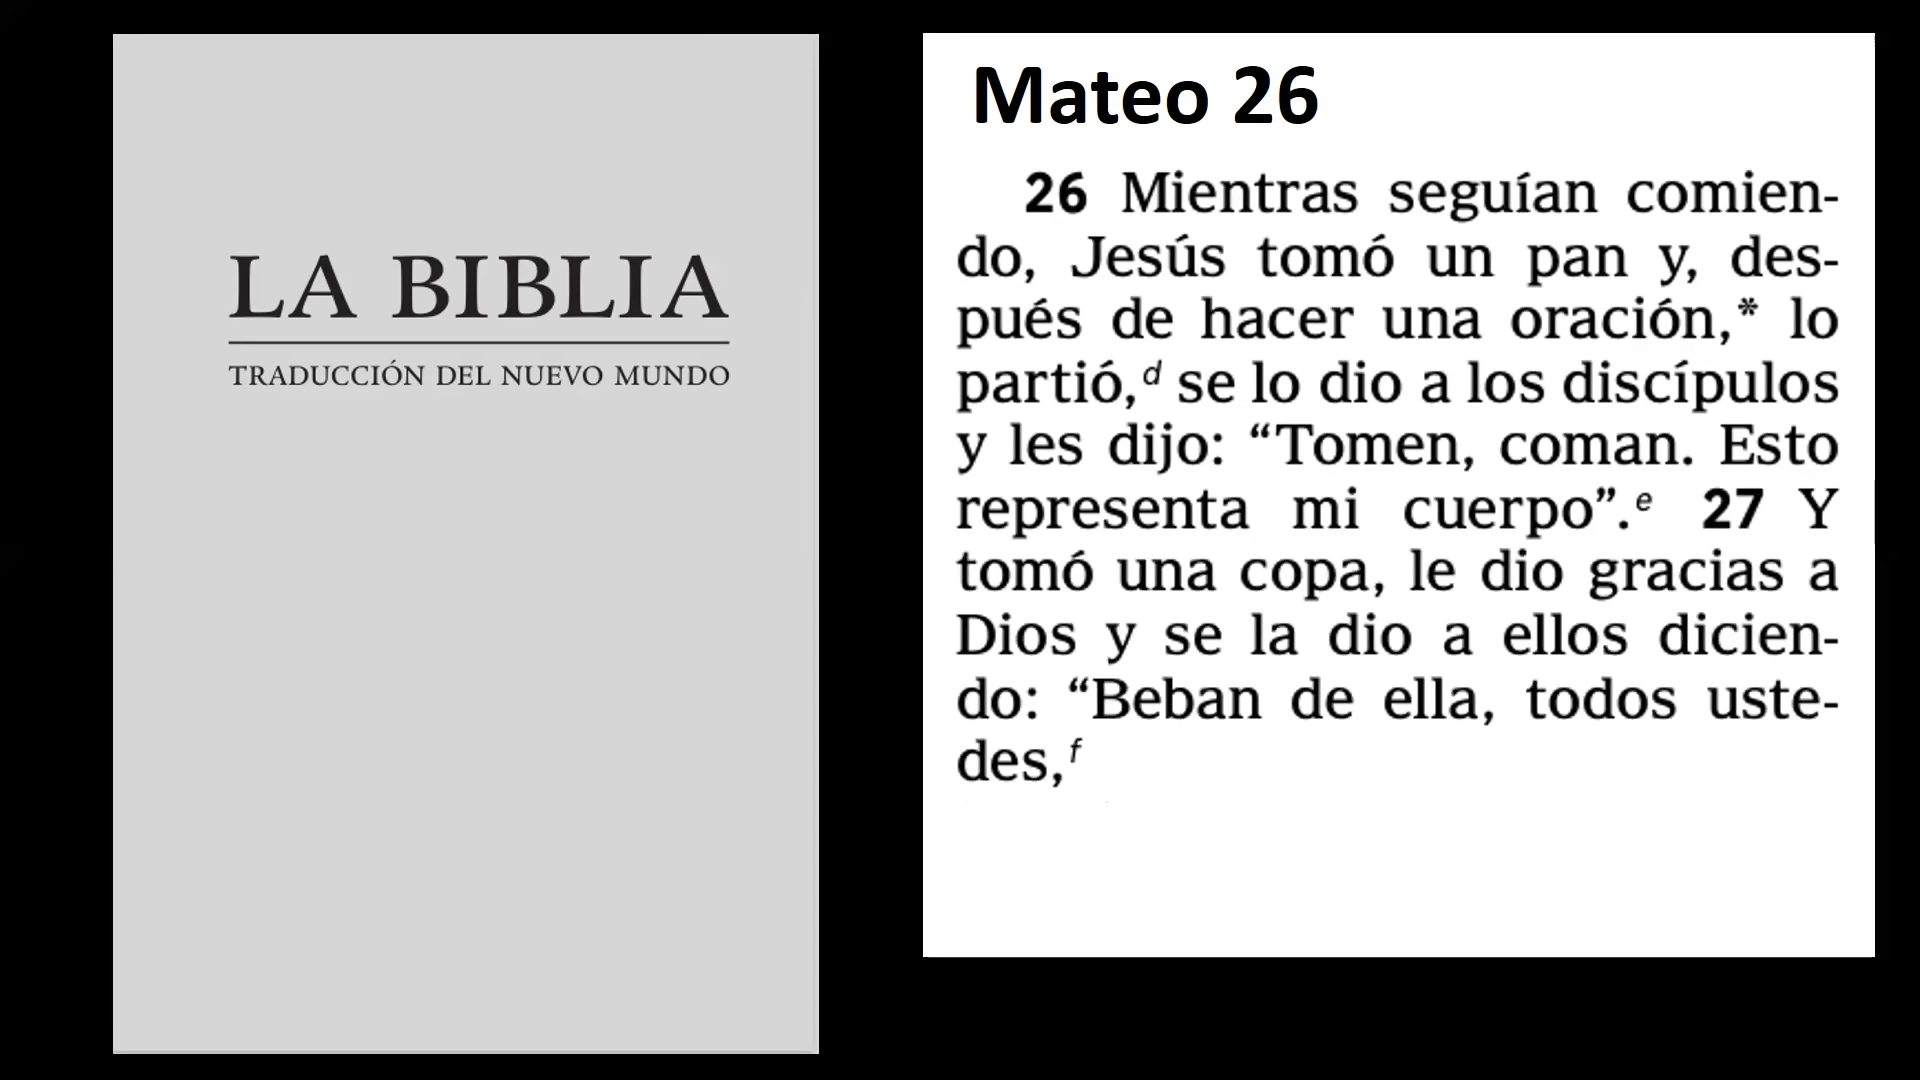 LA BIBLIA
TRADUCCIÓN DEL NUEVO MUNDO
Mateo 26
26 Mientras seguían comien-
do, Jesús tomó un pan y, des-
pués de hacer una oración,* lo
partió,d se lo dio a los discípulos
y les dijo: “Tomen, coman. Esto
representa mi cuerpo”.e 27 Y
tomó una copa, le dio gracias a
Dios y se la dio a ellos dicien-
do: “Beban de ella, todos uste-
des,f